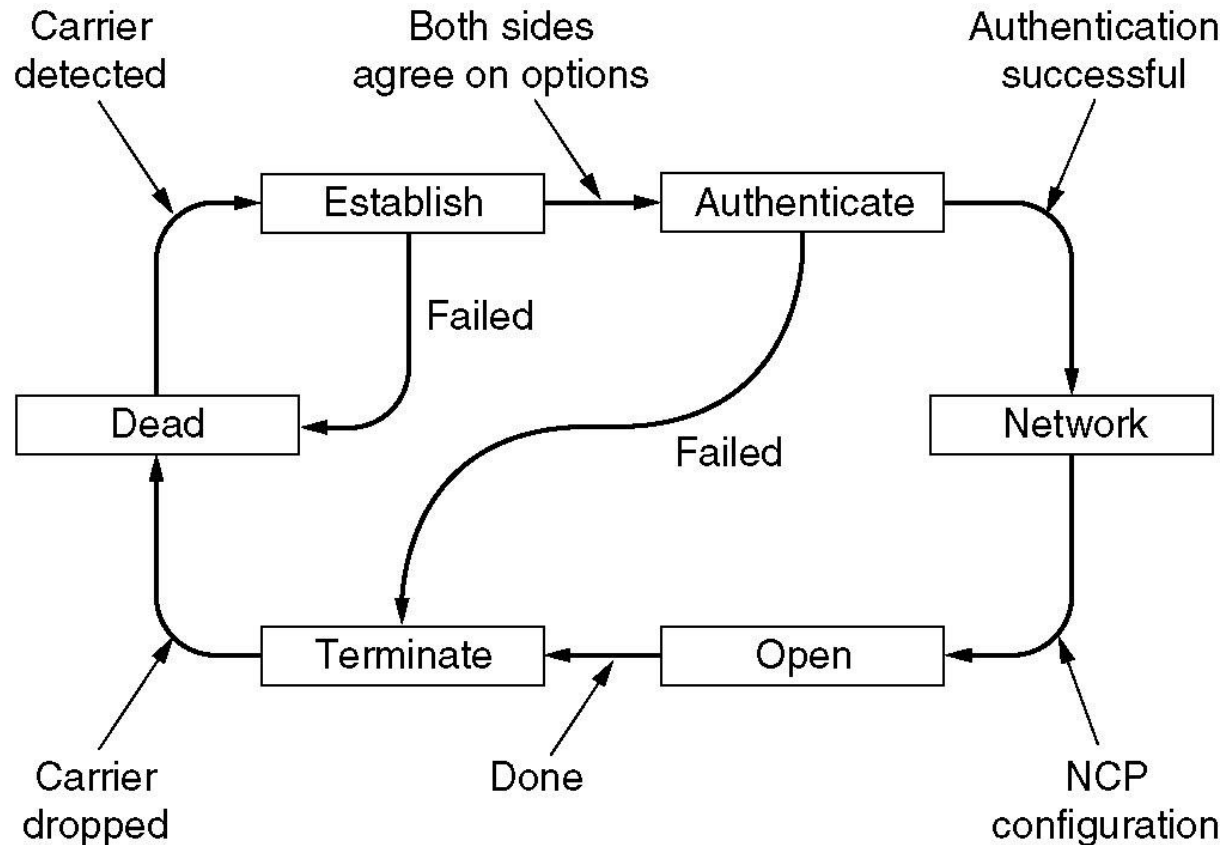 Carrier
detected
Both sides
agree on options
Authentication
successful
Establish
Authenticate
Failed
Dead
Failed
Network
Terminate
Open
Carrier
dropped
Done
NCP
configuration